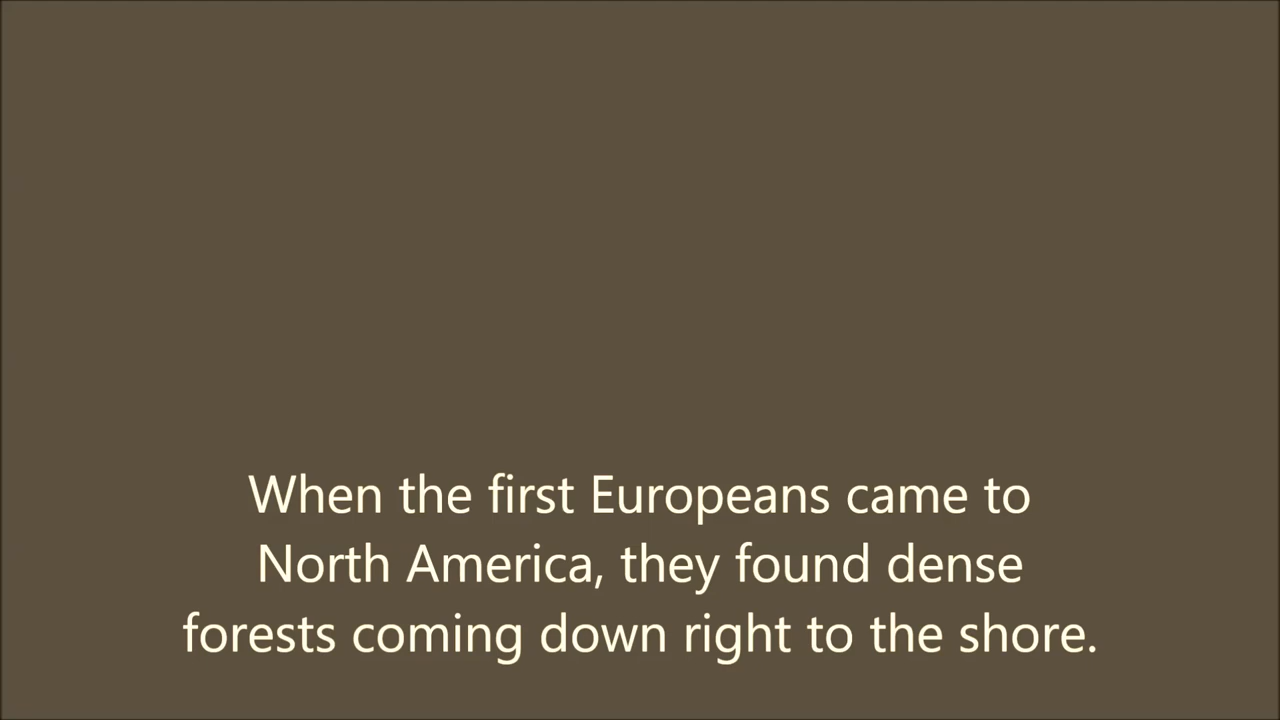 When the first Europeans came to
North America, they found dense
forests coming down right to the shore.